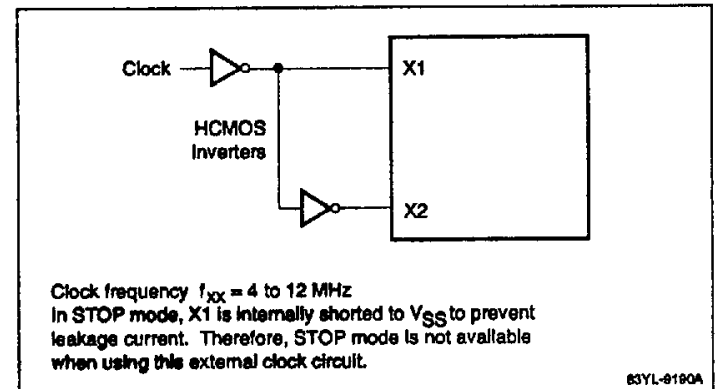 Clock
X1
HCMOS
Inverters
X2
Clock frequency fXX = 4 to 12 MHz
In STOP mode, X1 is internally shorted to VSS to prevent
leakage current. Therefore, STOP mode is not available
when using this external clock circuit.
83YL-9190A